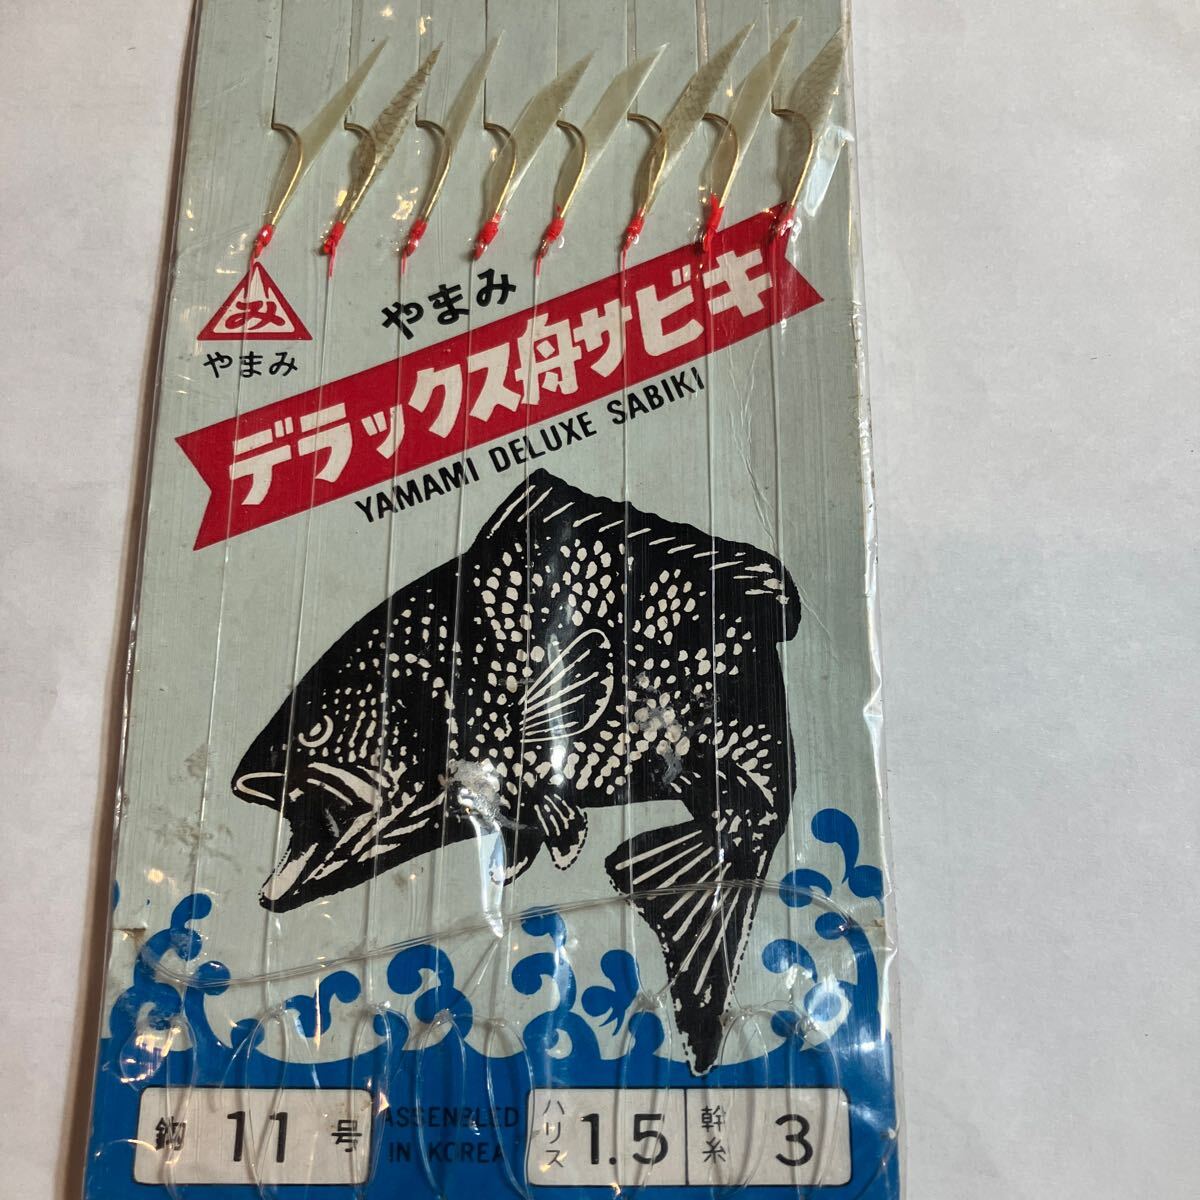 み
やまみ
やまみ
デラックス舟サビキ
YAMAMI DELUXE SABIKI
鈎 11 号
ASSENBLED
IN KOREA
ハリス 1.5
幹糸 3